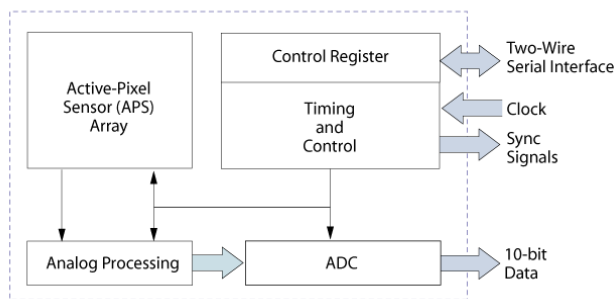 Active-Pixel
Sensor (APS)
Array
Control Register
Timing
and
Control
Two-Wire
Serial Interface
Clock
Sync
Signals
Analog Processing
ADC
10-bit
Data